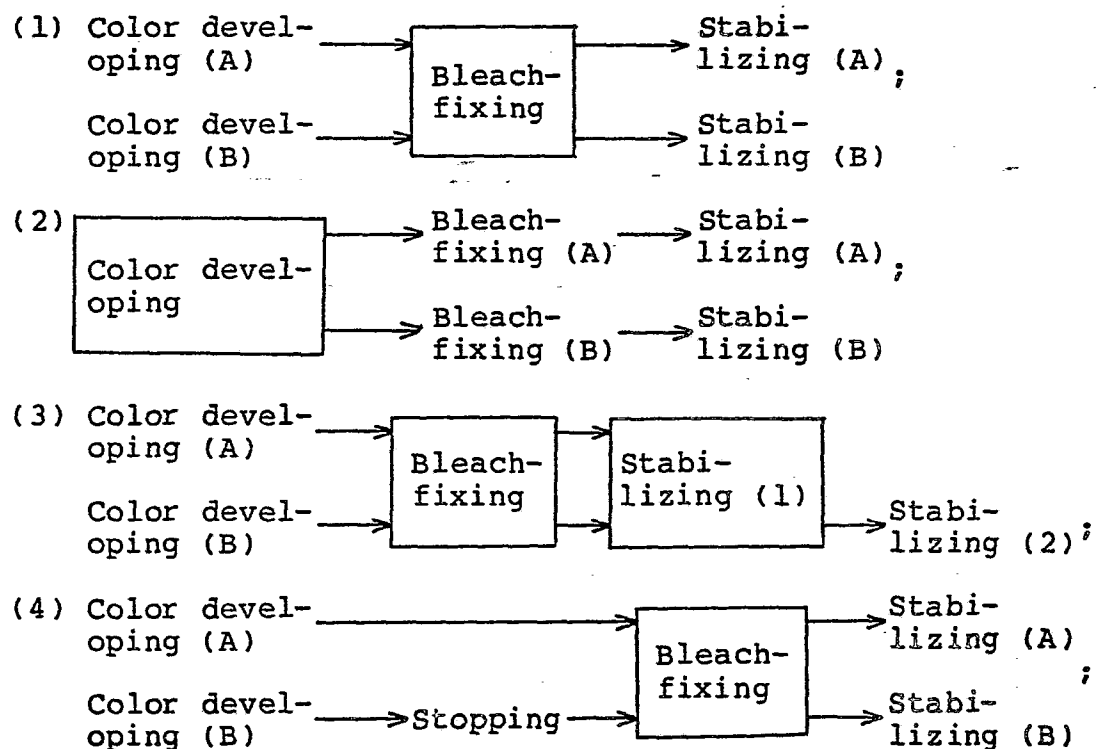 (1) Color devel-
oping (A)
Bleach-
fixing
Stabi-
lizing (A);
Color devel-
oping (B)
Stabi-
lizing (B)
(2)
Color devel-
oping
Bleach-
fixing (A)
Stabi-
lizing (A);
Bleach-
fixing (B)
Stabi-
lizing (B)
(3) Color devel-
oping (A)
Bleach-
fixing
Stabi-
lizing (1)
Color devel-
oping (B)
Stabi-
lizing (2);
(4) Color devel-
oping (A)
Bleach-
fixing
Stabi-
lizing (A)
;
Color devel-
oping (B)
Stopping
Stabi-
lizing (B)